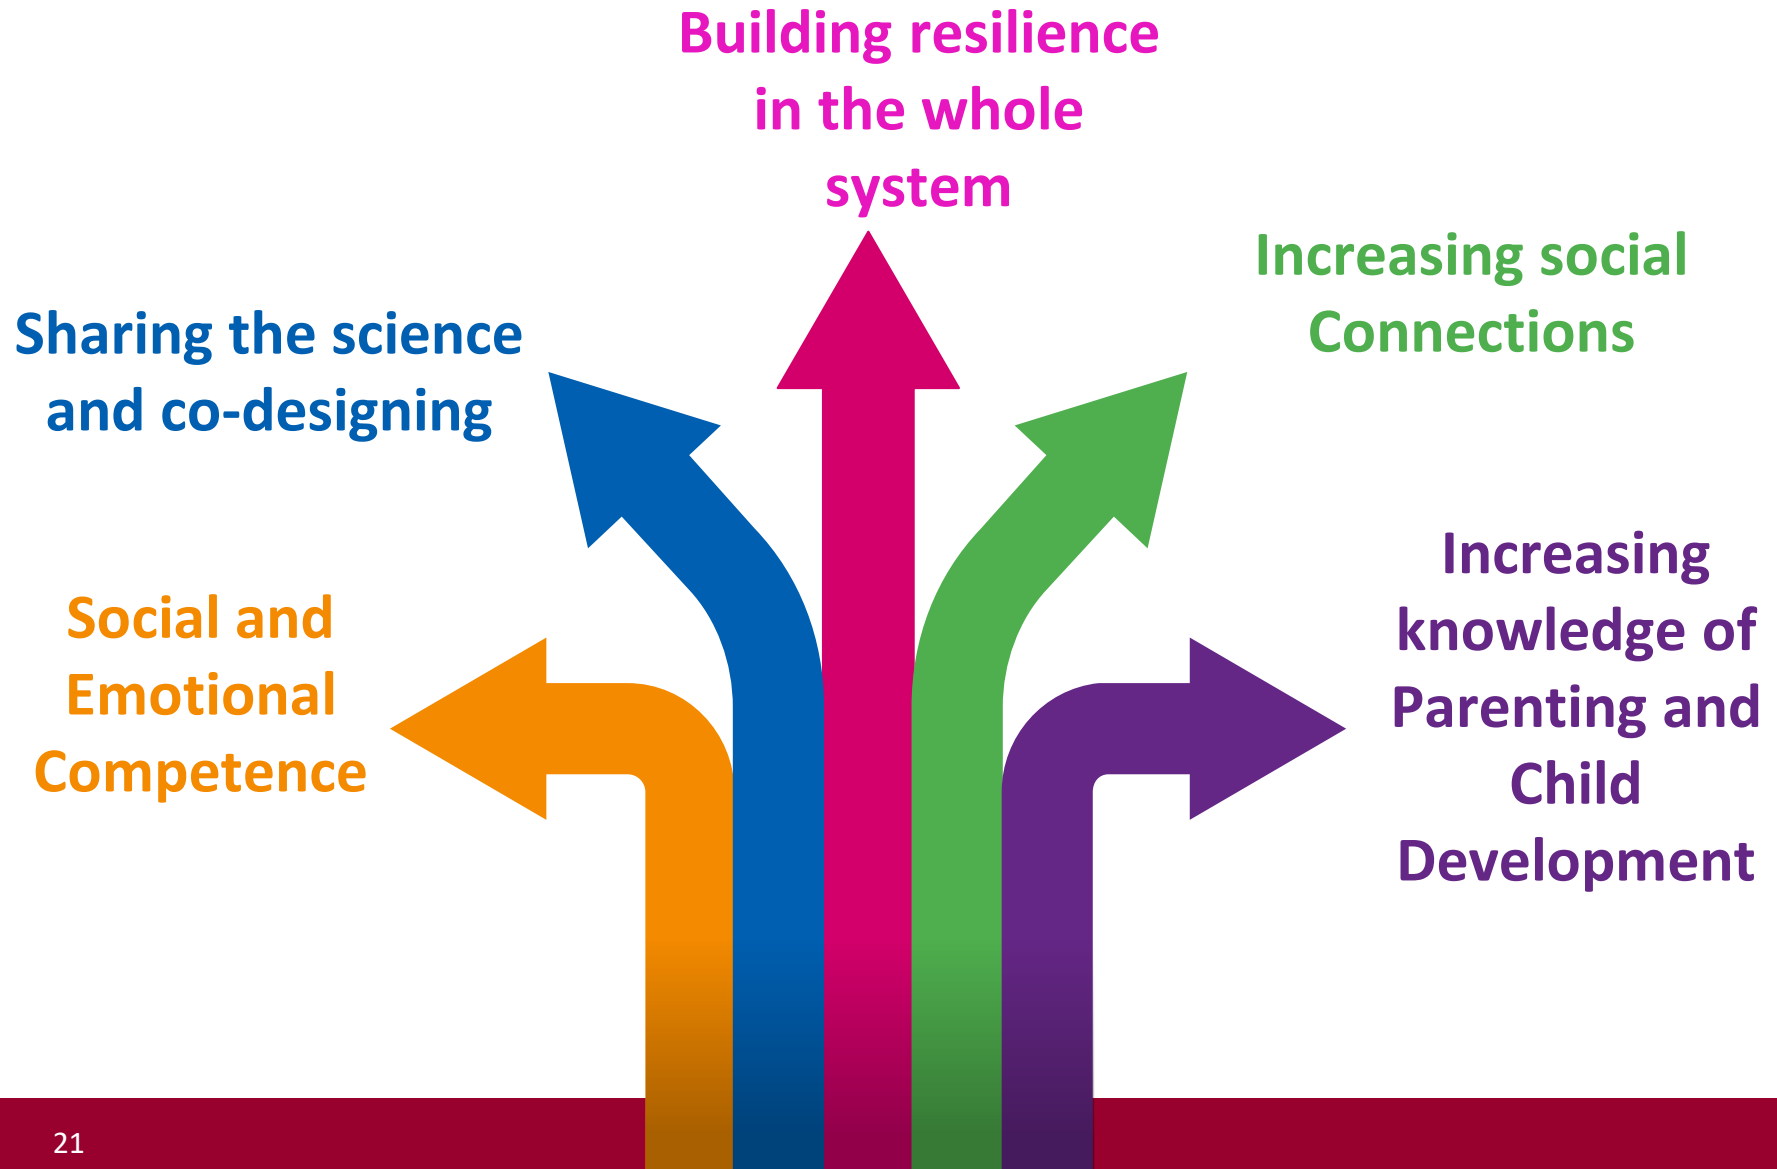 Building resilience
in the whole
system
Increasing social
Connections
Sharing the science
and co-designing
Increasing
knowledge of
Parenting and
Child
Development
Social and
Emotional
Competence
21